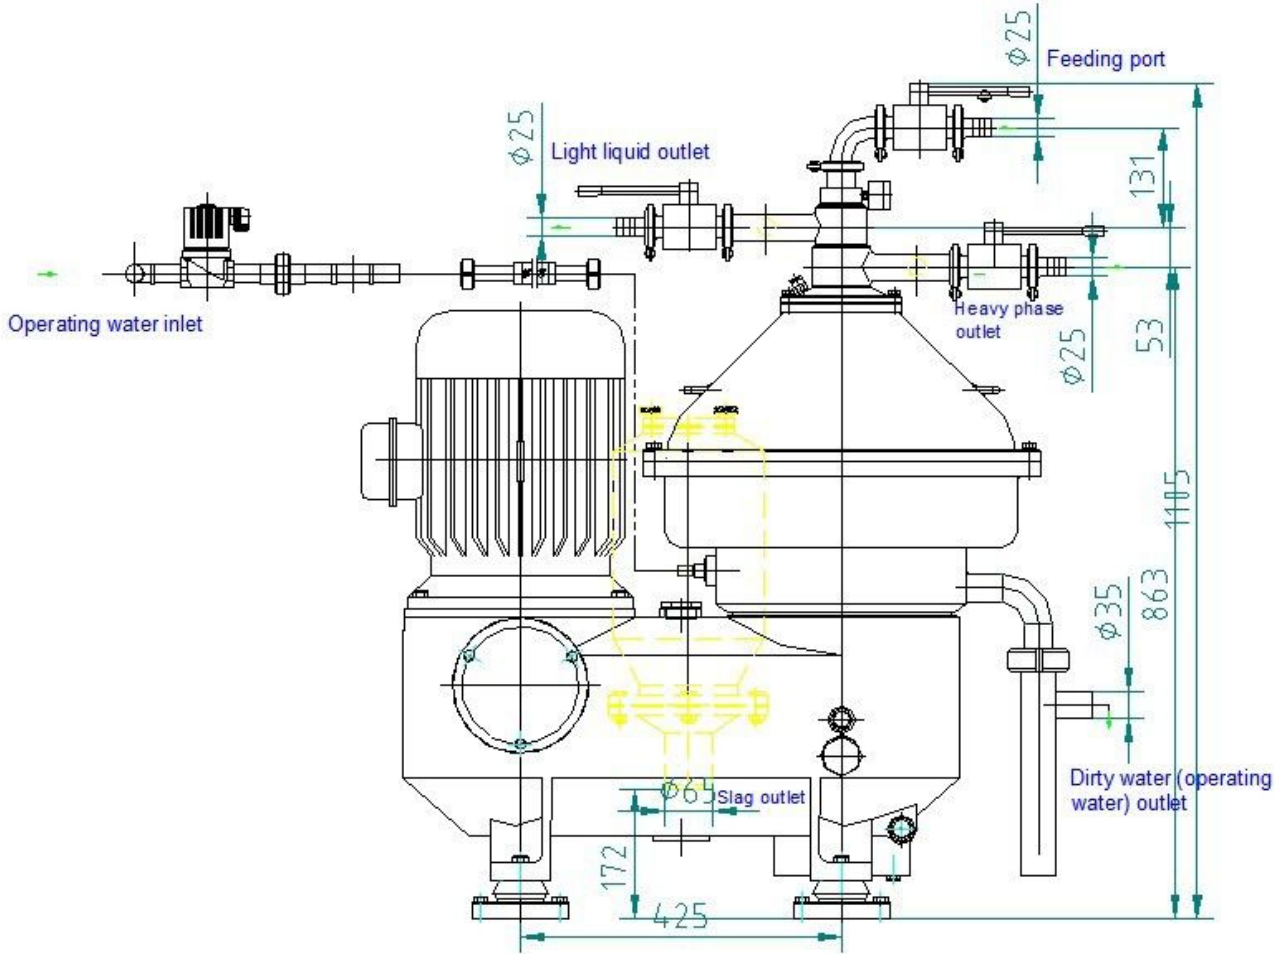 ϕ25
Feeding port
ϕ25
Light liquid outlet
131
Operating water inlet
Heavy phase
outlet
ϕ25
53
1105
ϕ35
863
Dirty water (operating
water) outlet
ϕ65
Slag outlet
172
425